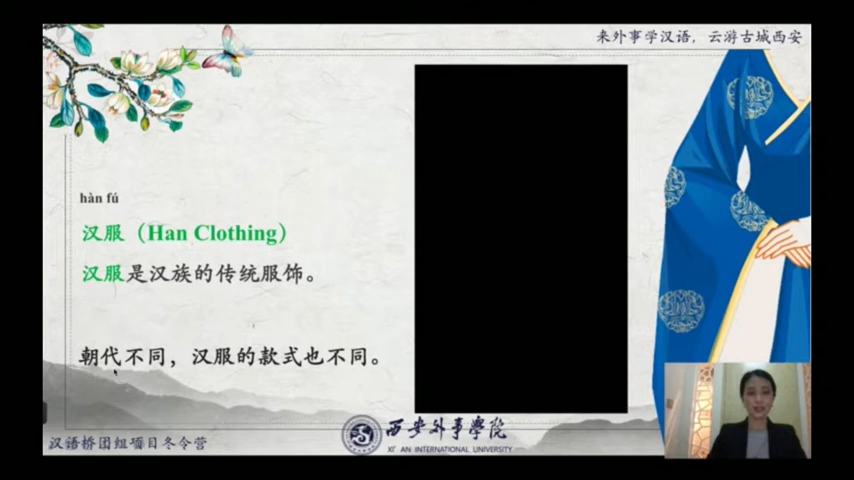 来外事学汉语，云游古城西安
hàn fú
汉服（Han Clothing）
汉服是汉族的传统服饰。
朝代不同，汉服的款式也不同。
汉语桥团组项目冬令营
西安外事學院
XI' AN INTERNATIONAL UNIVERSITY